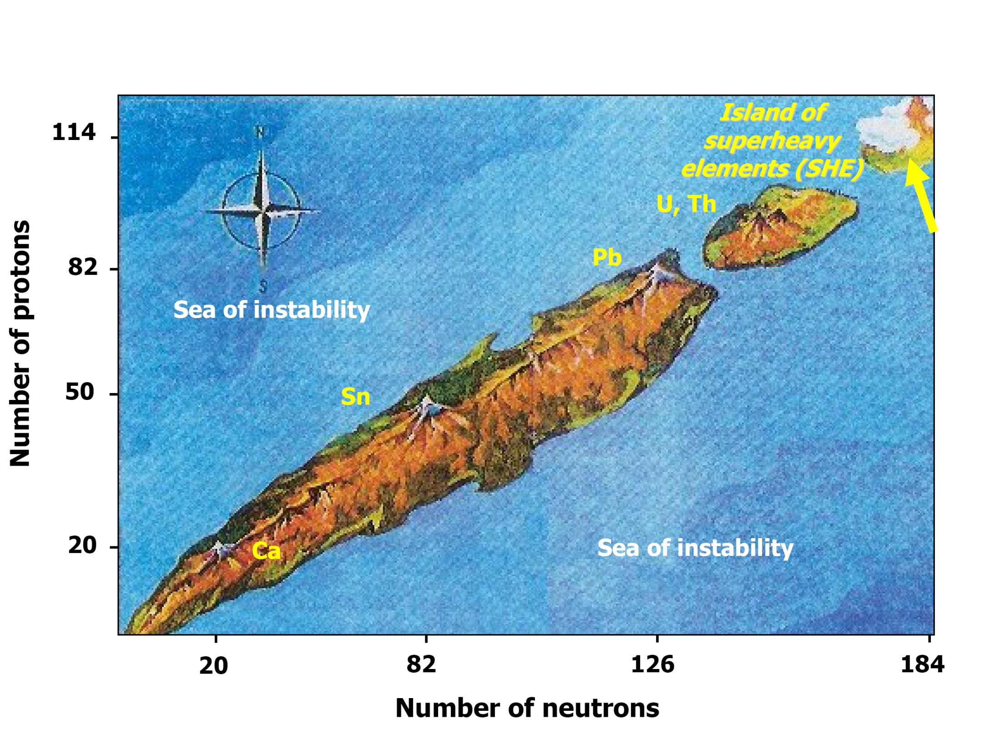 Island of
superheavy
elements (SHE)
114
N
U, Th
82
Pb
S
Sea of instability
50
Sn
20
Ca
Sea of instability
Number of protons
20
82
126
184
Number of neutrons